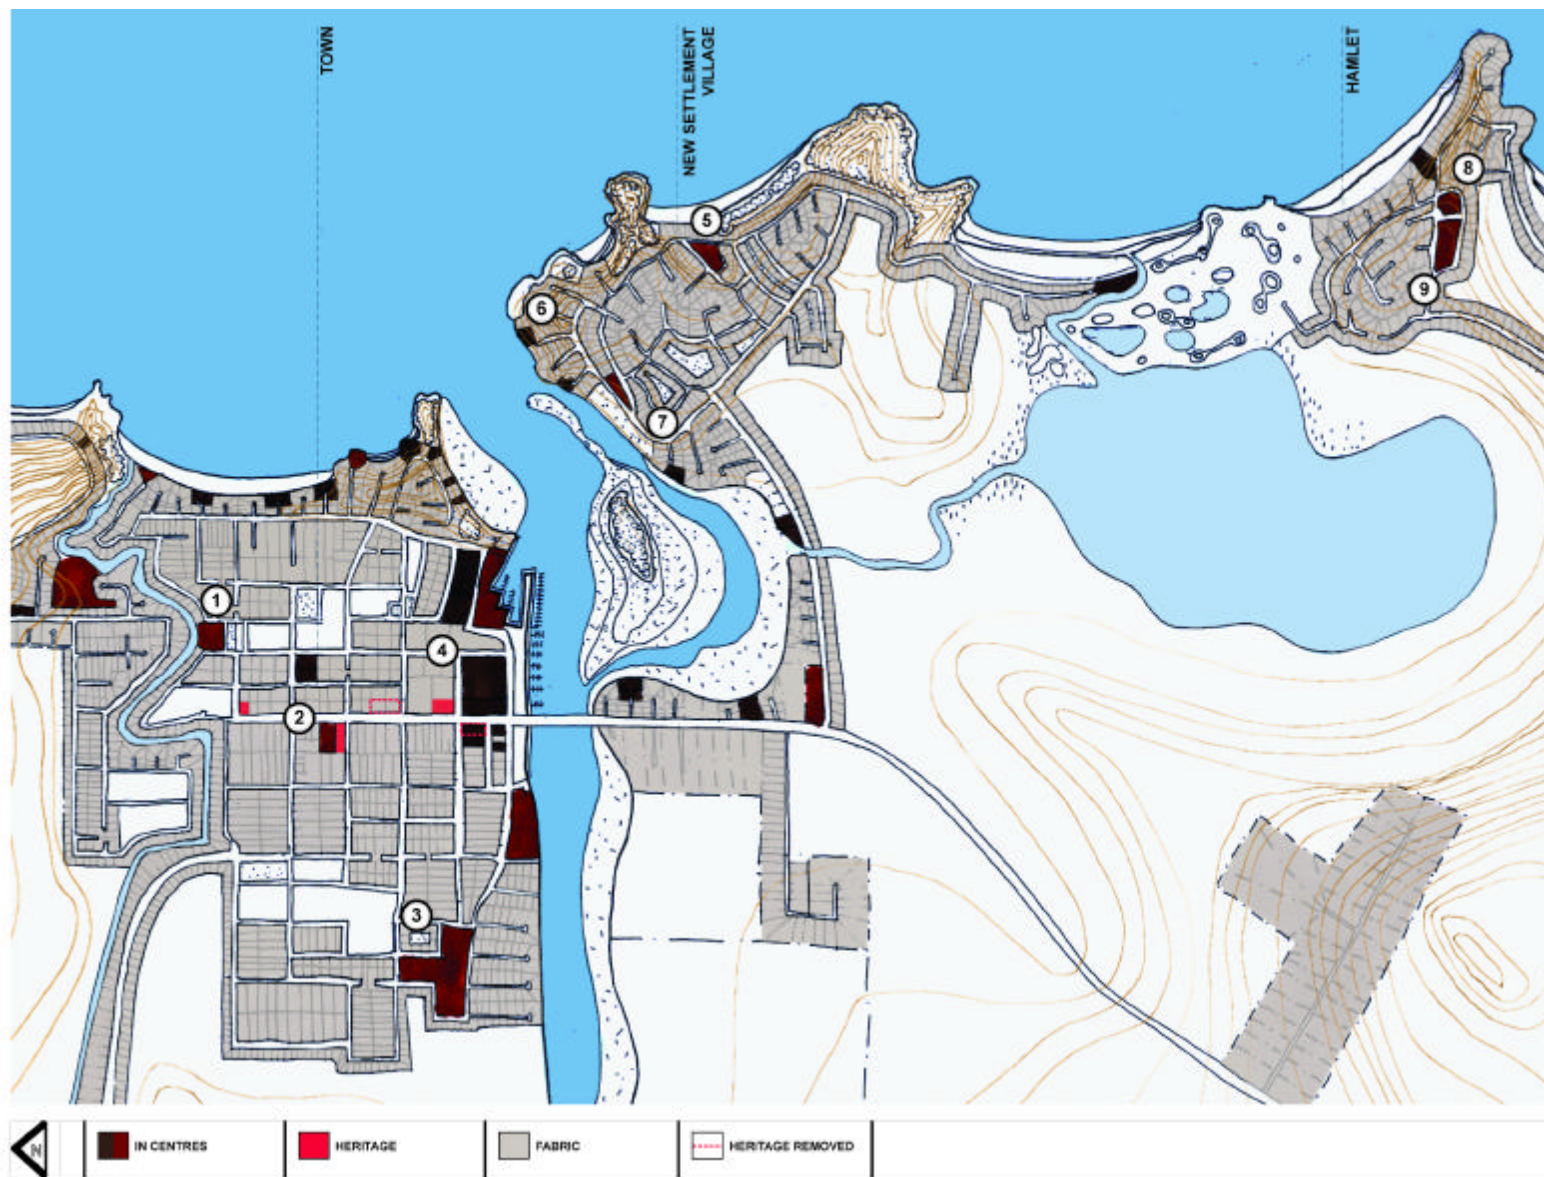 TOWN
NEW SETTLEMENT
VILLAGE
HAMLET
5
8
6
9
7
1
4
2
3
N
IN CENTRES
HERITAGE
FABRIC
HERITAGE REMOVED